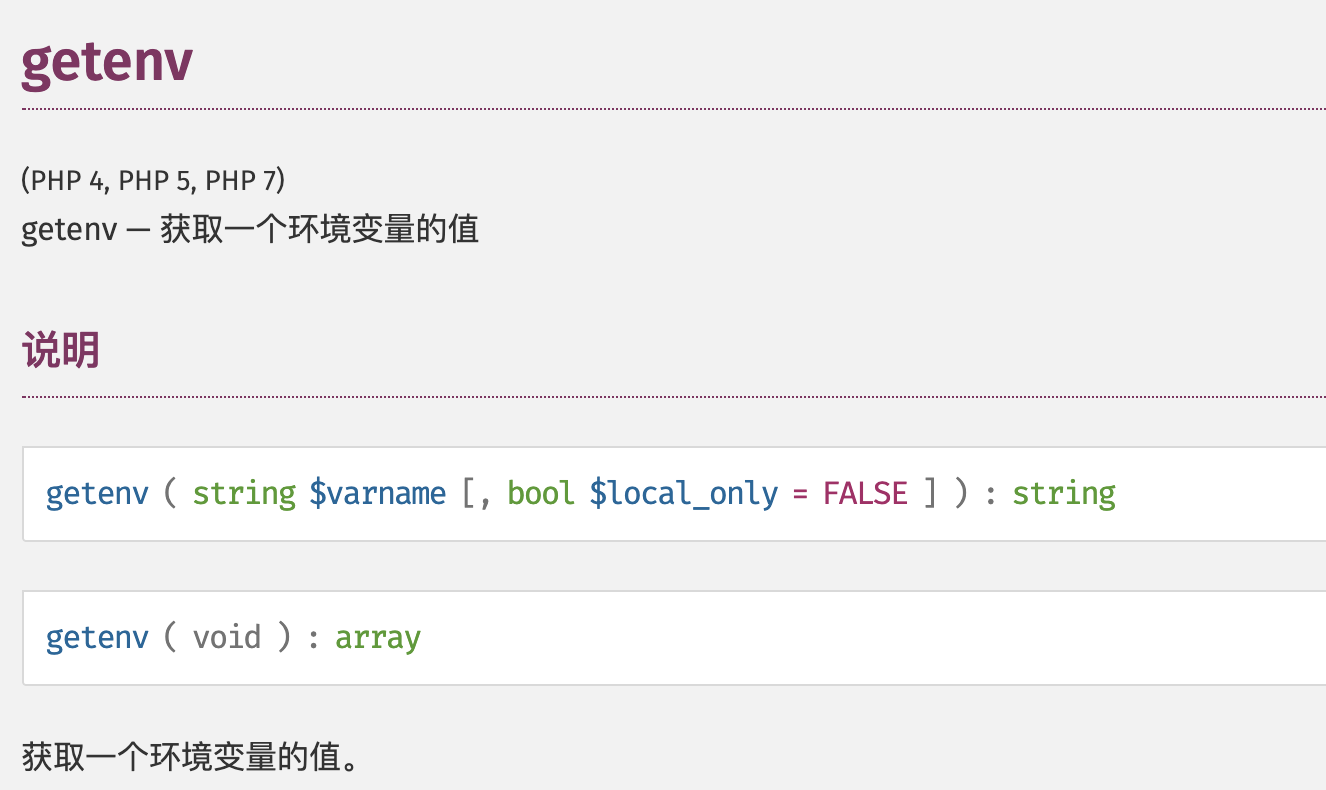 getenv
(PHP 4, PHP 5, PHP 7)
getenv — 获取一个环境变量的值
说明
getenv ( string $varname [, bool $local_only = FALSE ] ) : string
getenv ( void ) : array
获取一个环境变量的值。